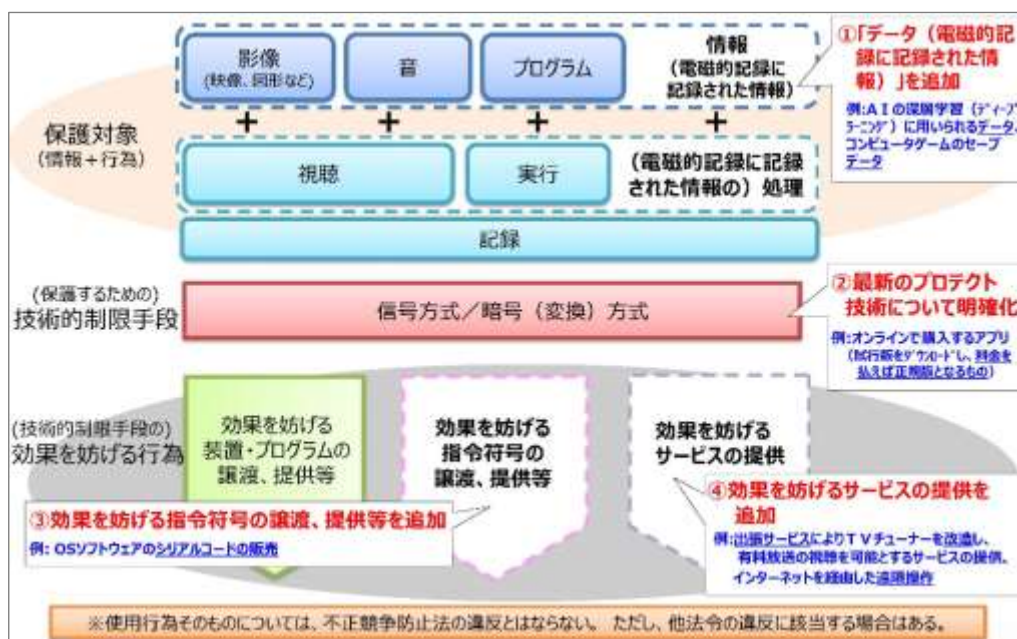 影像
(映像、図形など)
音
プログラム
情報
(電磁的記録に
記録された情報)
①「データ（電磁的記
録に記録された情
報）」を追加
例:AIの深層学習（ディープ
ラーニング）に用いられるデータ、
コンピュータゲームのセーブ
データ
+
+
+
+
保護対象
(情報+行為)
視聴
実行
(電磁的記録に記録
された情報の) 処理
記録
(保護するための)
技術的制限手段
信号方式／暗号（変換）方式
②最新のプロテクト
技術について明確化
例:オンラインで購入するアプリ
（試行版をダウンロードし、料金を
払えば正規版となるもの）
(技術的制限手段の)
効果を妨げる行為
効果を妨げる
装置・プログラムの
譲渡、提供等
効果を妨げる
指令符号の
譲渡、提供等
効果を妨げる
サービスの提供
③効果を妨げる指令符号の譲渡、提供等を追加
例: OSソフトウェアのシリアルコードの販売
④効果を妨げるサービスの提供を
追加
例:出張サービスによりTVチューナーを改造し、
有料放送の視聴を可能とするサービスの提供、
インターネットを経由した遠隔操作
※使用行為そのものについては、不正競争防止法の違反とはならない。 ただし、他法令の違反に該当する場合はある。